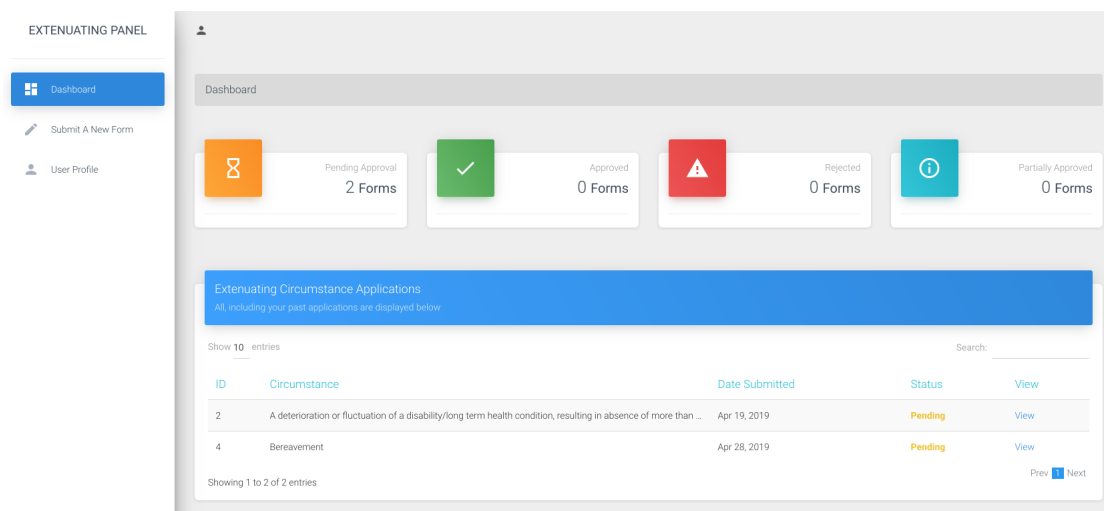 EXTENUATING PANEL
Dashboard
Submit A New Form
User Profile
Dashboard
Pending Approval
2 Forms
Approved
0 Forms
Rejected
0 Forms
Partially Approved
0 Forms
Extenuating Circumstance Applications
All, including your past applications are displayed below
Show 10 entries
Search:
ID Circumstance Date Submitted Status View
2 A deterioration or fluctuation of a disability/long term health condition, resulting in absence of more than ... Apr 19, 2019 Pending View
4 Bereavement Apr 28, 2019 Pending View
Showing 1 to 2 of 2 entries
Prev 1 Next